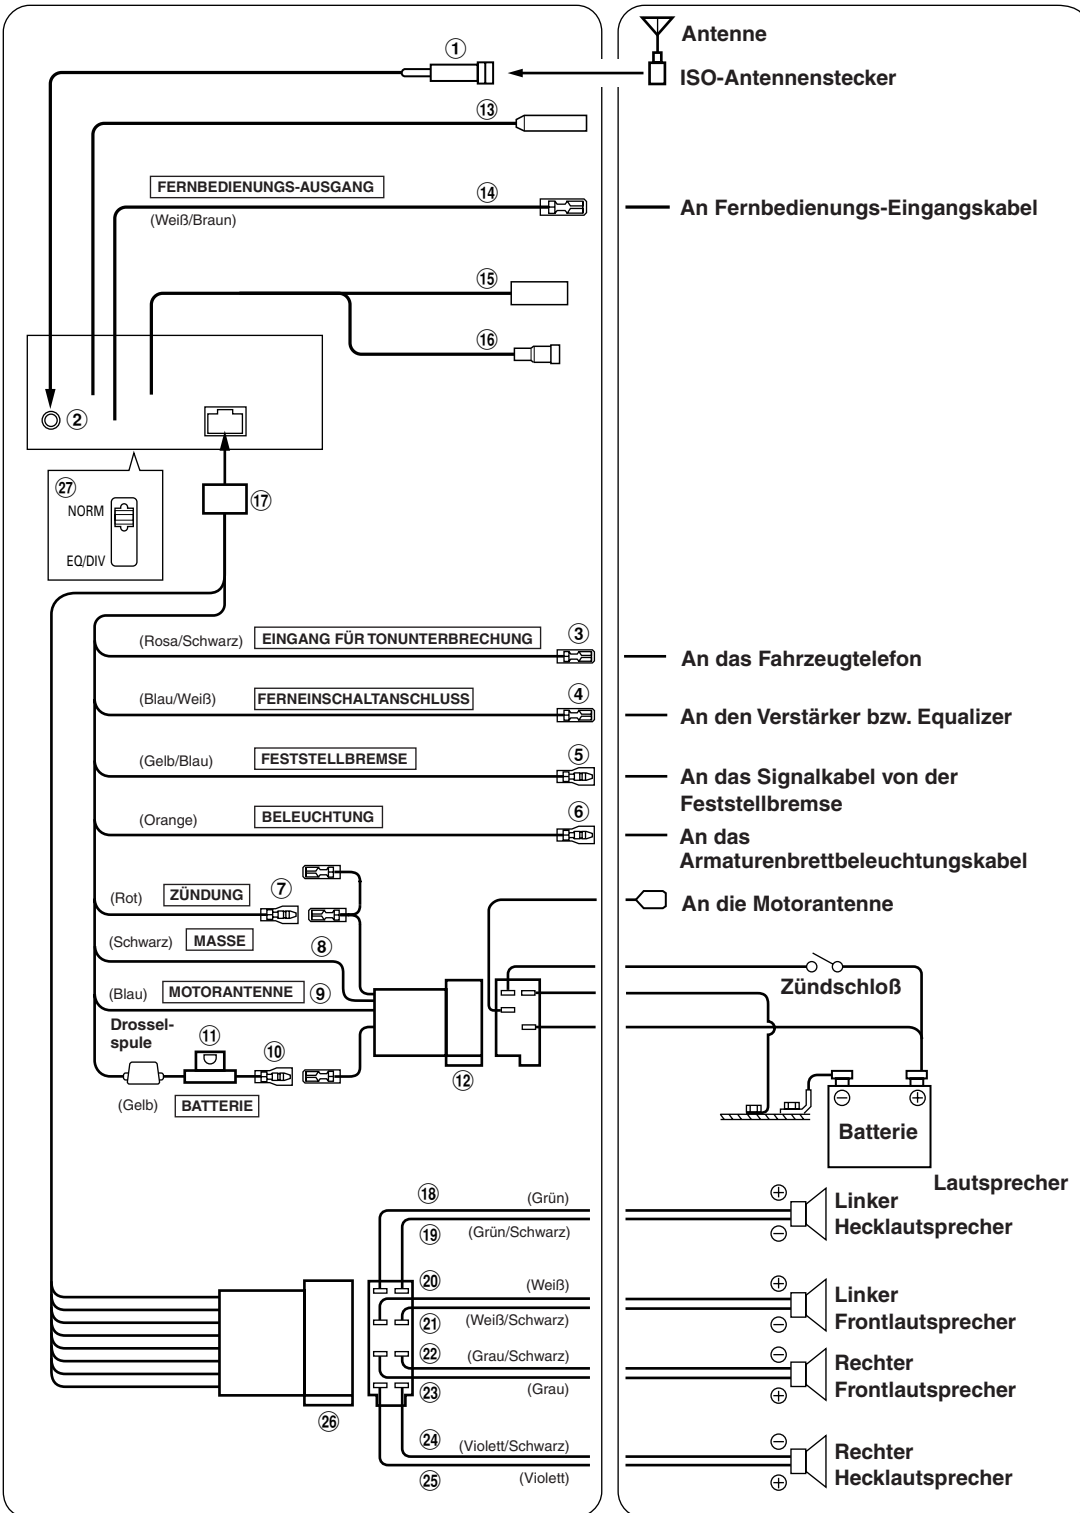 ①
Antenne
ISO-Antennenstecker
⑬
FERNBEDIENUNGS-AUSGANG
⑭
(Weiß/Braun)
An Fernbedienungs-Eingangskabel
⑮
⑯
②
㉗
NORM
EQ/DIV
⑰
(Rosa/Schwarz)
EINGANG FÜR TONUNTERBRECHUNG
③
An das Fahrzeugtelefon
(Blau/Weiß)
FERNEINSCHALTANSCHLUSS
④
An den Verstärker bzw. Equalizer
(Gelb/Blau)
FESTSTELLBREMSE
⑤
An das Signalkabel von der
Feststellbremse
(Orange)
BELEUCHTUNG
⑥
An das
Armaturenbrettbeleuchtungskabel
(Rot)
ZÜNDUNG
⑦
An die Motorantenne
(Schwarz)
MASSE
⑧
(Blau)
MOTORANTENNE
⑨
Zündschloß
Drossel-
spule
⑪
⑩
⑫
(Gelb)
BATTERIE
⊖
⊕
Batterie
Lautsprecher
⑱
(Grün)
⊕
Linker
Hecklautsprecher
⑲
(Grün/Schwarz)
⊖
⑳
(Weiß)
⊕
Linker
Frontlautsprecher
㉑
(Weiß/Schwarz)
⊖
㉒
(Grau/Schwarz)
⊖
Rechter
Frontlautsprecher
㉓
(Grau)
⊕
㉖
㉔
(Violett/Schwarz)
⊖
Rechter
Hecklautsprecher
㉕
(Violett)
⊕